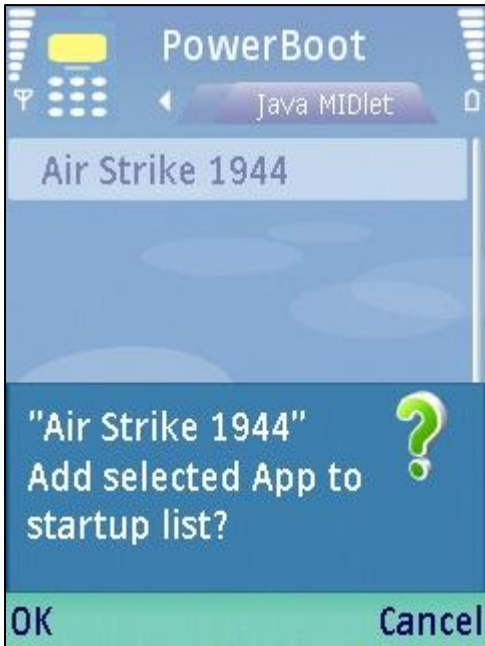 PowerBoot
Java MIDlet
Air Strike 1944
"Air Strike 1944"
Add selected App to
startup list?
OK Cancel